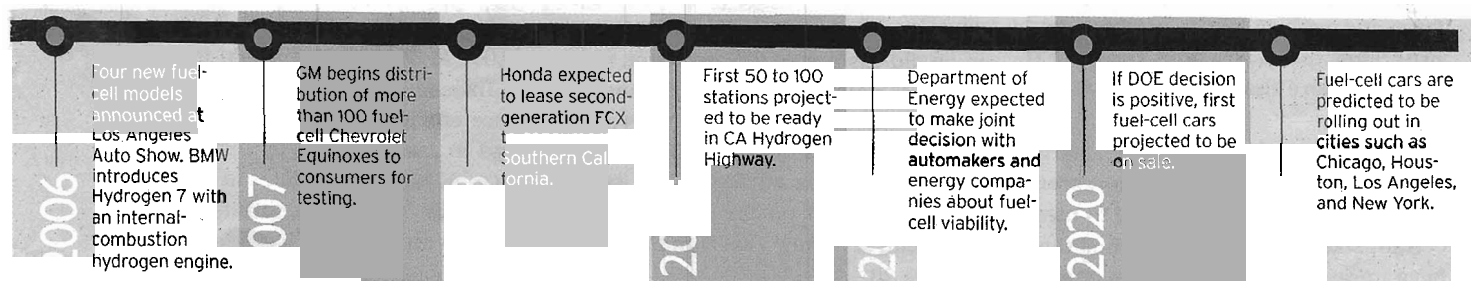 Four new fuel-
cell models
announced at
Los Angeles
Auto Show. BMW
introduces
Hydrogen 7 with
an internal-
combustion
hydrogen engine.
2006
GM begins distri-
bution of more
than 100 fuel-
cell Chevrolet
Equinoxes to
consumers for
testing.
007
Honda expected
to lease second-
generation FCX
Southern Cal
fornia.
8
First 50 to 100
stations project-
ed to be ready
in CA Hydrogen
Highway.
20
Department of
Energy expected
to make joint
decision with
automakers and
energy compa-
nies about fuel-
cell viability.
20
If DOE decision
is positive, first
fuel-cell cars
projected to be
on sale.
2020
Fuel-cell cars are
predicted to be
rolling out in
cities such as
Chicago, Hous-
ton, Los Angeles,
and New York.